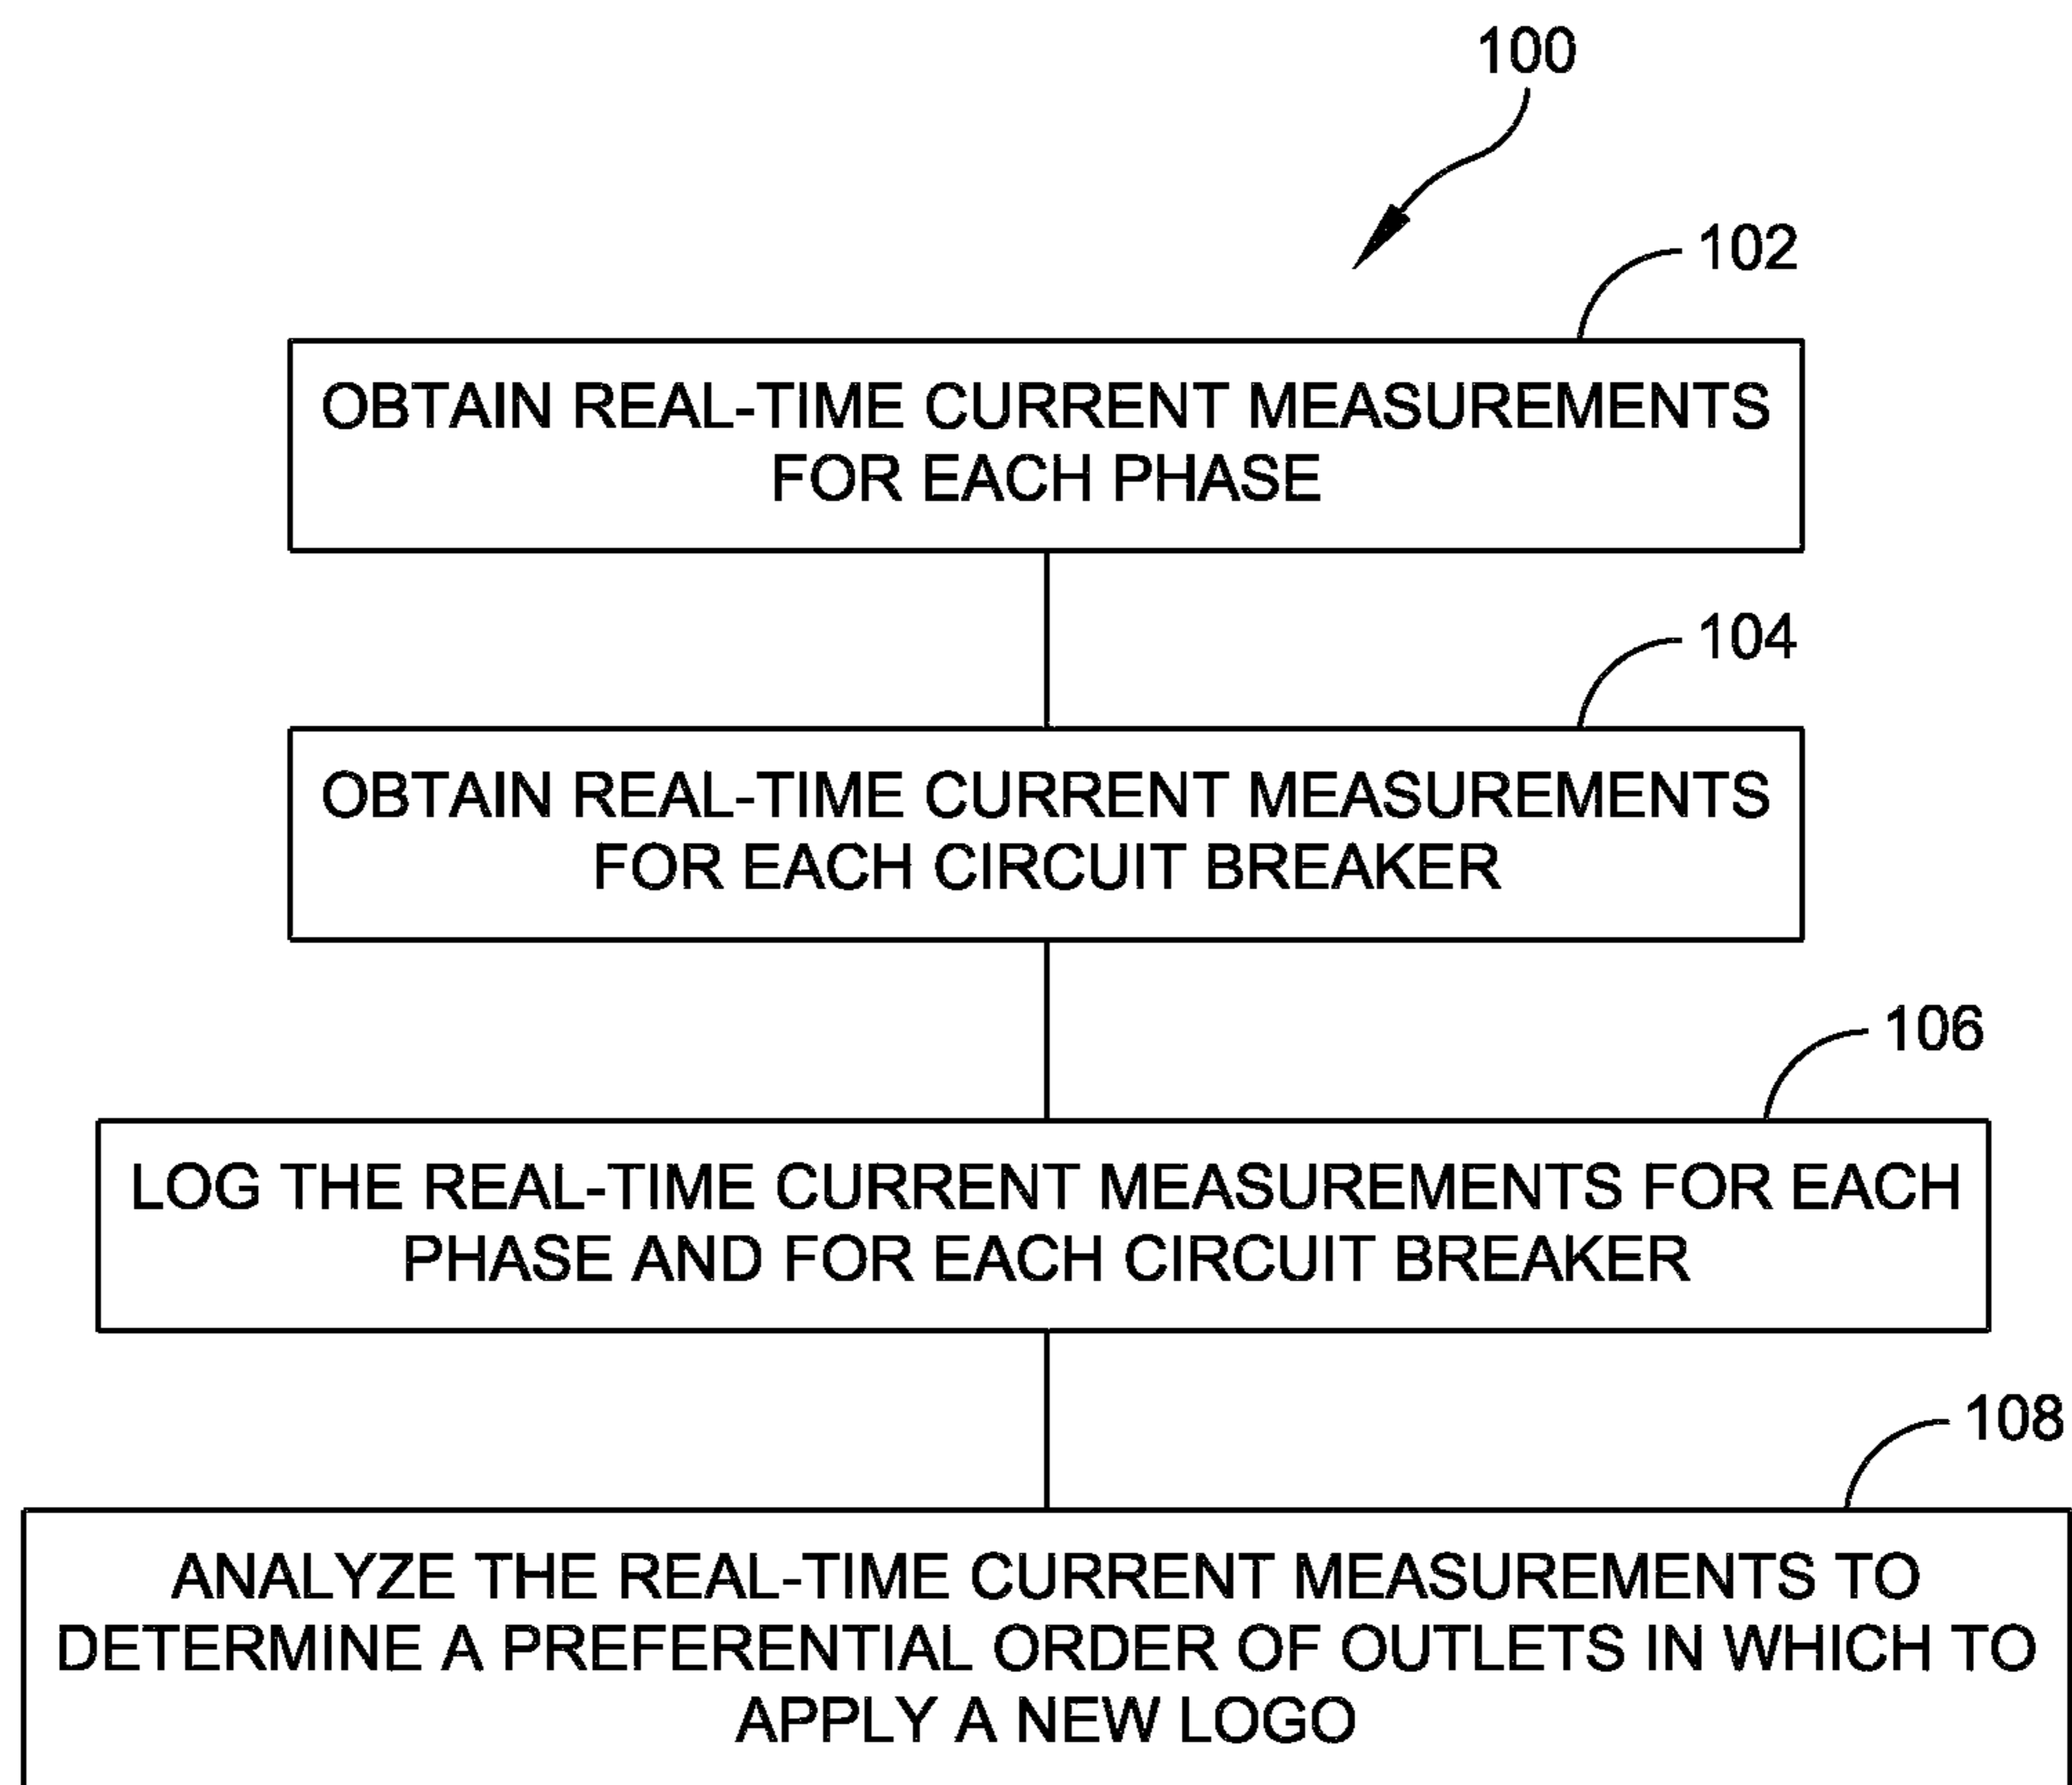 100
102
OBTAIN REAL-TIME CURRENT MEASUREMENTS
FOR EACH PHASE
104
OBTAIN REAL-TIME CURRENT MEASUREMENTS
FOR EACH CIRCUIT BREAKER
106
LOG THE REAL-TIME CURRENT MEASUREMENTS FOR EACH
PHASE AND FOR EACH CIRCUIT BREAKER
108
ANALYZE THE REAL-TIME CURRENT MEASUREMENTS TO
DETERMINE A PREFERENTIAL ORDER OF OUTLETS IN WHICH TO
APPLY A NEW LOGO